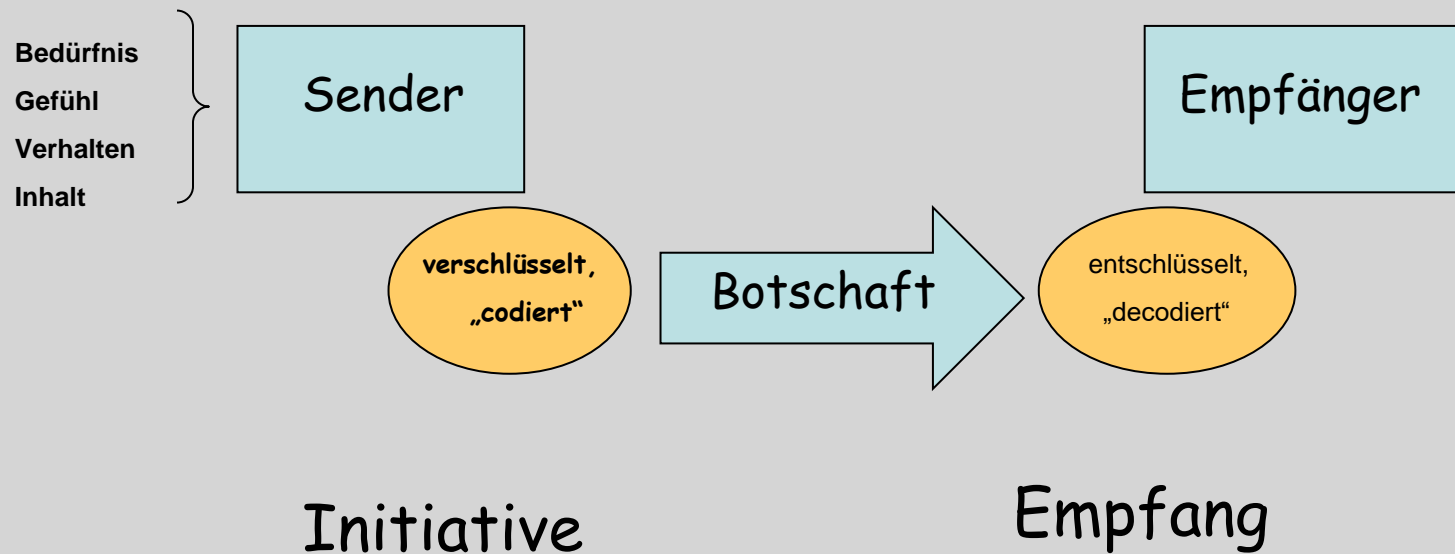 Bedürfnis
Gefühl
Verhalten
Inhalt
Sender
Empfänger
verschlüsselt,
„codiert“
Botschaft
entschlüsselt,
„decodiert“
Initiative
Empfang